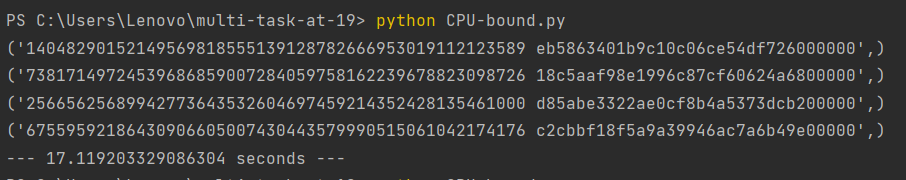 PS C:\Users\Lenovo\multi-task-at-19> python CPU-bound.py
('14048290152149569818555139128782666953019112123589 eb5863401b9c10c06ce54df726000000',)
('73817149724539686859007284059758162239678823098726 18c5aaf98e1996c87cf60624a6800000',)
('25665625689942773643532604697459214352428135461000 d85abe3322ae0cf8b4a5373dcb200000',)
('67559592186430906605007430443579990515061042174176 c2cbbf18f5a9a39946ac7a6b49e00000',)
--- 17.119203329086304 seconds ---